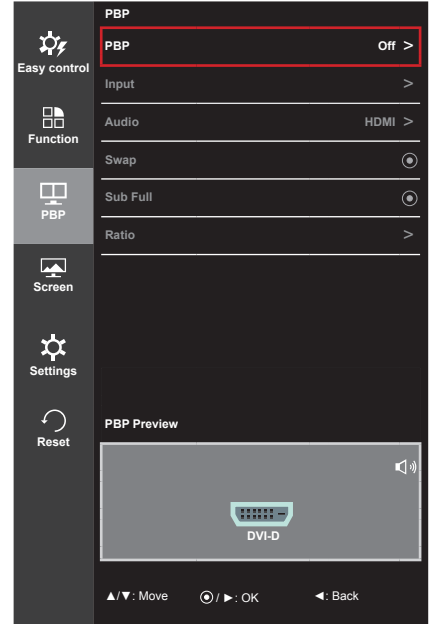 PBP
PBP Off >
Input >
Audio HDMI >
Swap
Sub Full
Ratio >
Easy control
Function
PBP
Screen
Settings
Reset
PBP Preview
DVI-D
▲/▼: Move ⦿/ ►: OK ◄: Back